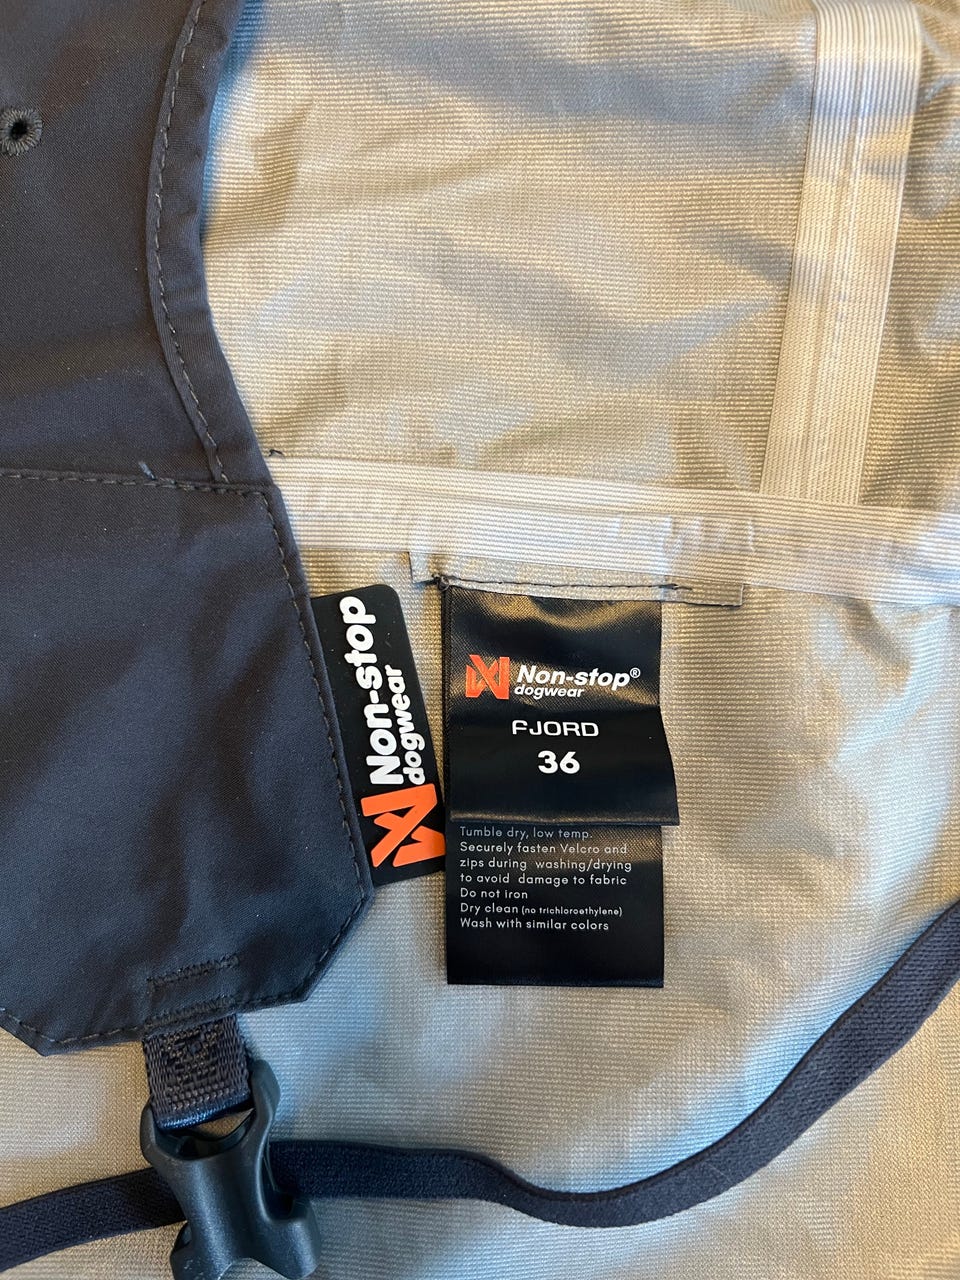 Non-stop
dogwear
Non-stop®
dogwear
FJORD
36
Tumble dry, low temp.
Securely fasten Velcro and
zips during washing/drying
to avoid damage to fabric
Do not iron
Dry clean (no trichloroethylene)
Wash with similar colors